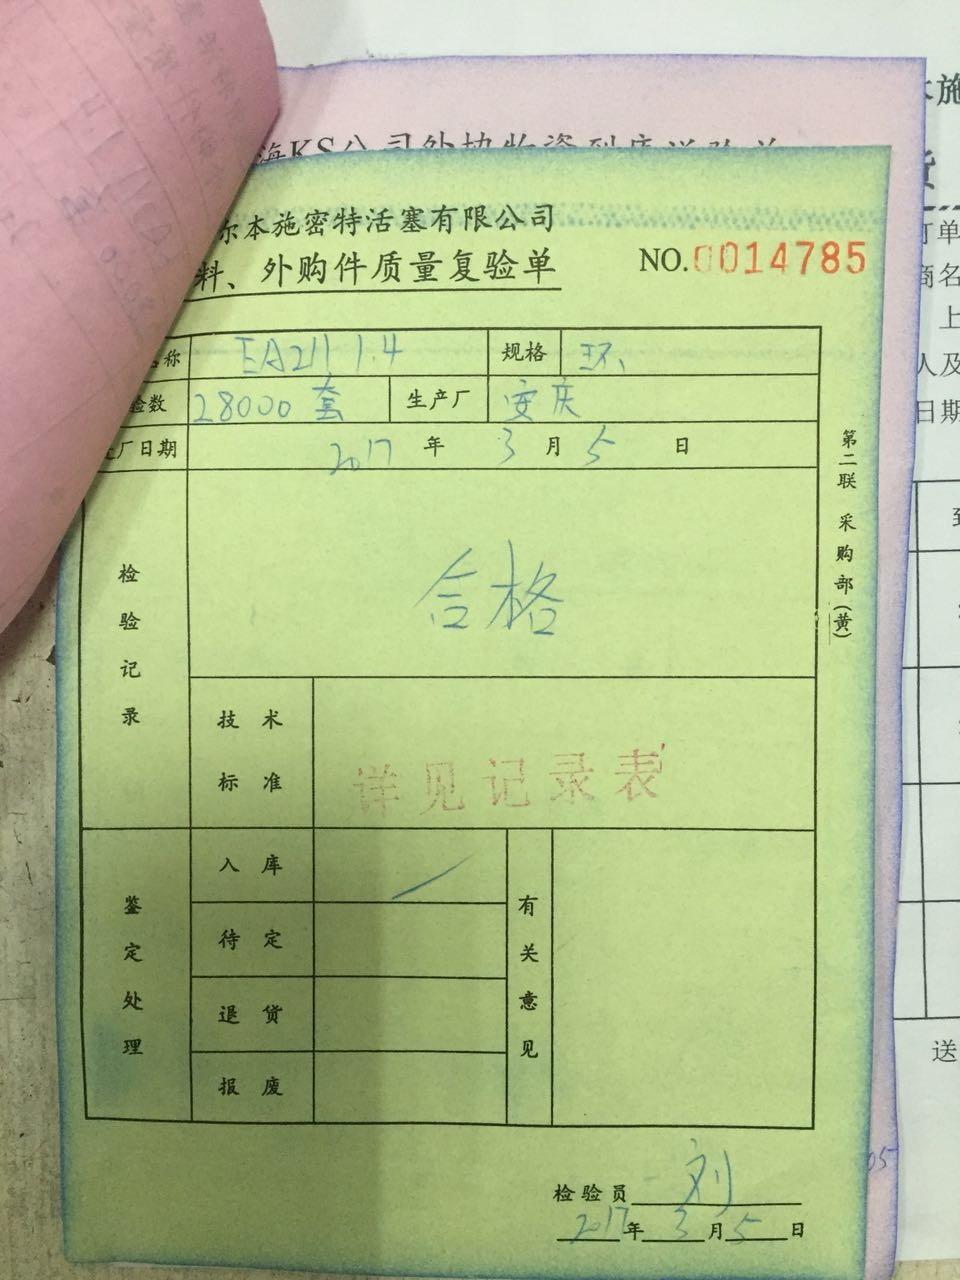 海KS公司外协物资到库送验单
尔本施密特活塞有限公司
料、外购件质量复验单
NO.0014785
名称 EA211 1.4 规格 环
验数 28000 套 生产厂 安庆
厂日期 2017 年 3 月 5 日
检验记录 合格
技术标准 详见记录表
鉴定处理
入库
待定
退货
报废
有关意见
第二联 采购部(黄)
检验员 刘
2017年3月5日
本施
货
订单
商名
上
人及
日期
送
05